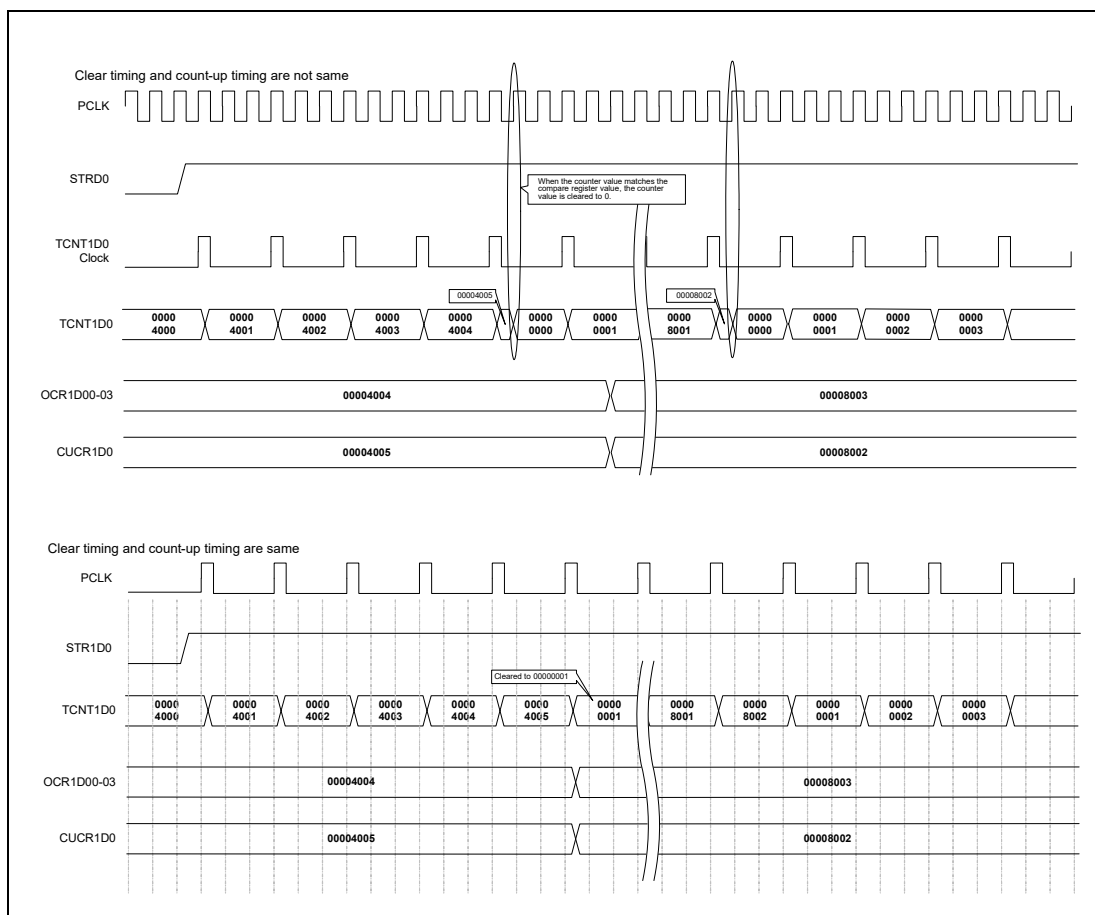 Clear timing and count-up timing are not same
PCLK
STRD0
When the counter value matches the
compare register value, the counter
value is cleared to 0.
TCNT1D0
Clock
00004005
00008002
TCNT1D0
0000 0000 0000 0000 0000 0000 0000 0000 0000 0000 0000 0000
4000 4001 4002 4003 4004 0000 0001 8001 0000 0001 0002 0003
OCR1D00-03
00004004
00008003
CUCR1D0
00004005
00008002
Clear timing and count-up timing are same
PCLK
STR1D0
Cleared to 00000001
TCNT1D0
0000 0000 0000 0000 0000 0000 0000 0000 0000 0000 0000 0000
4000 4001 4002 4003 4004 4005 0001 8001 8002 0001 0002 0003
OCR1D00-03
00004004
00008003
CUCR1D0
00004005
00008002